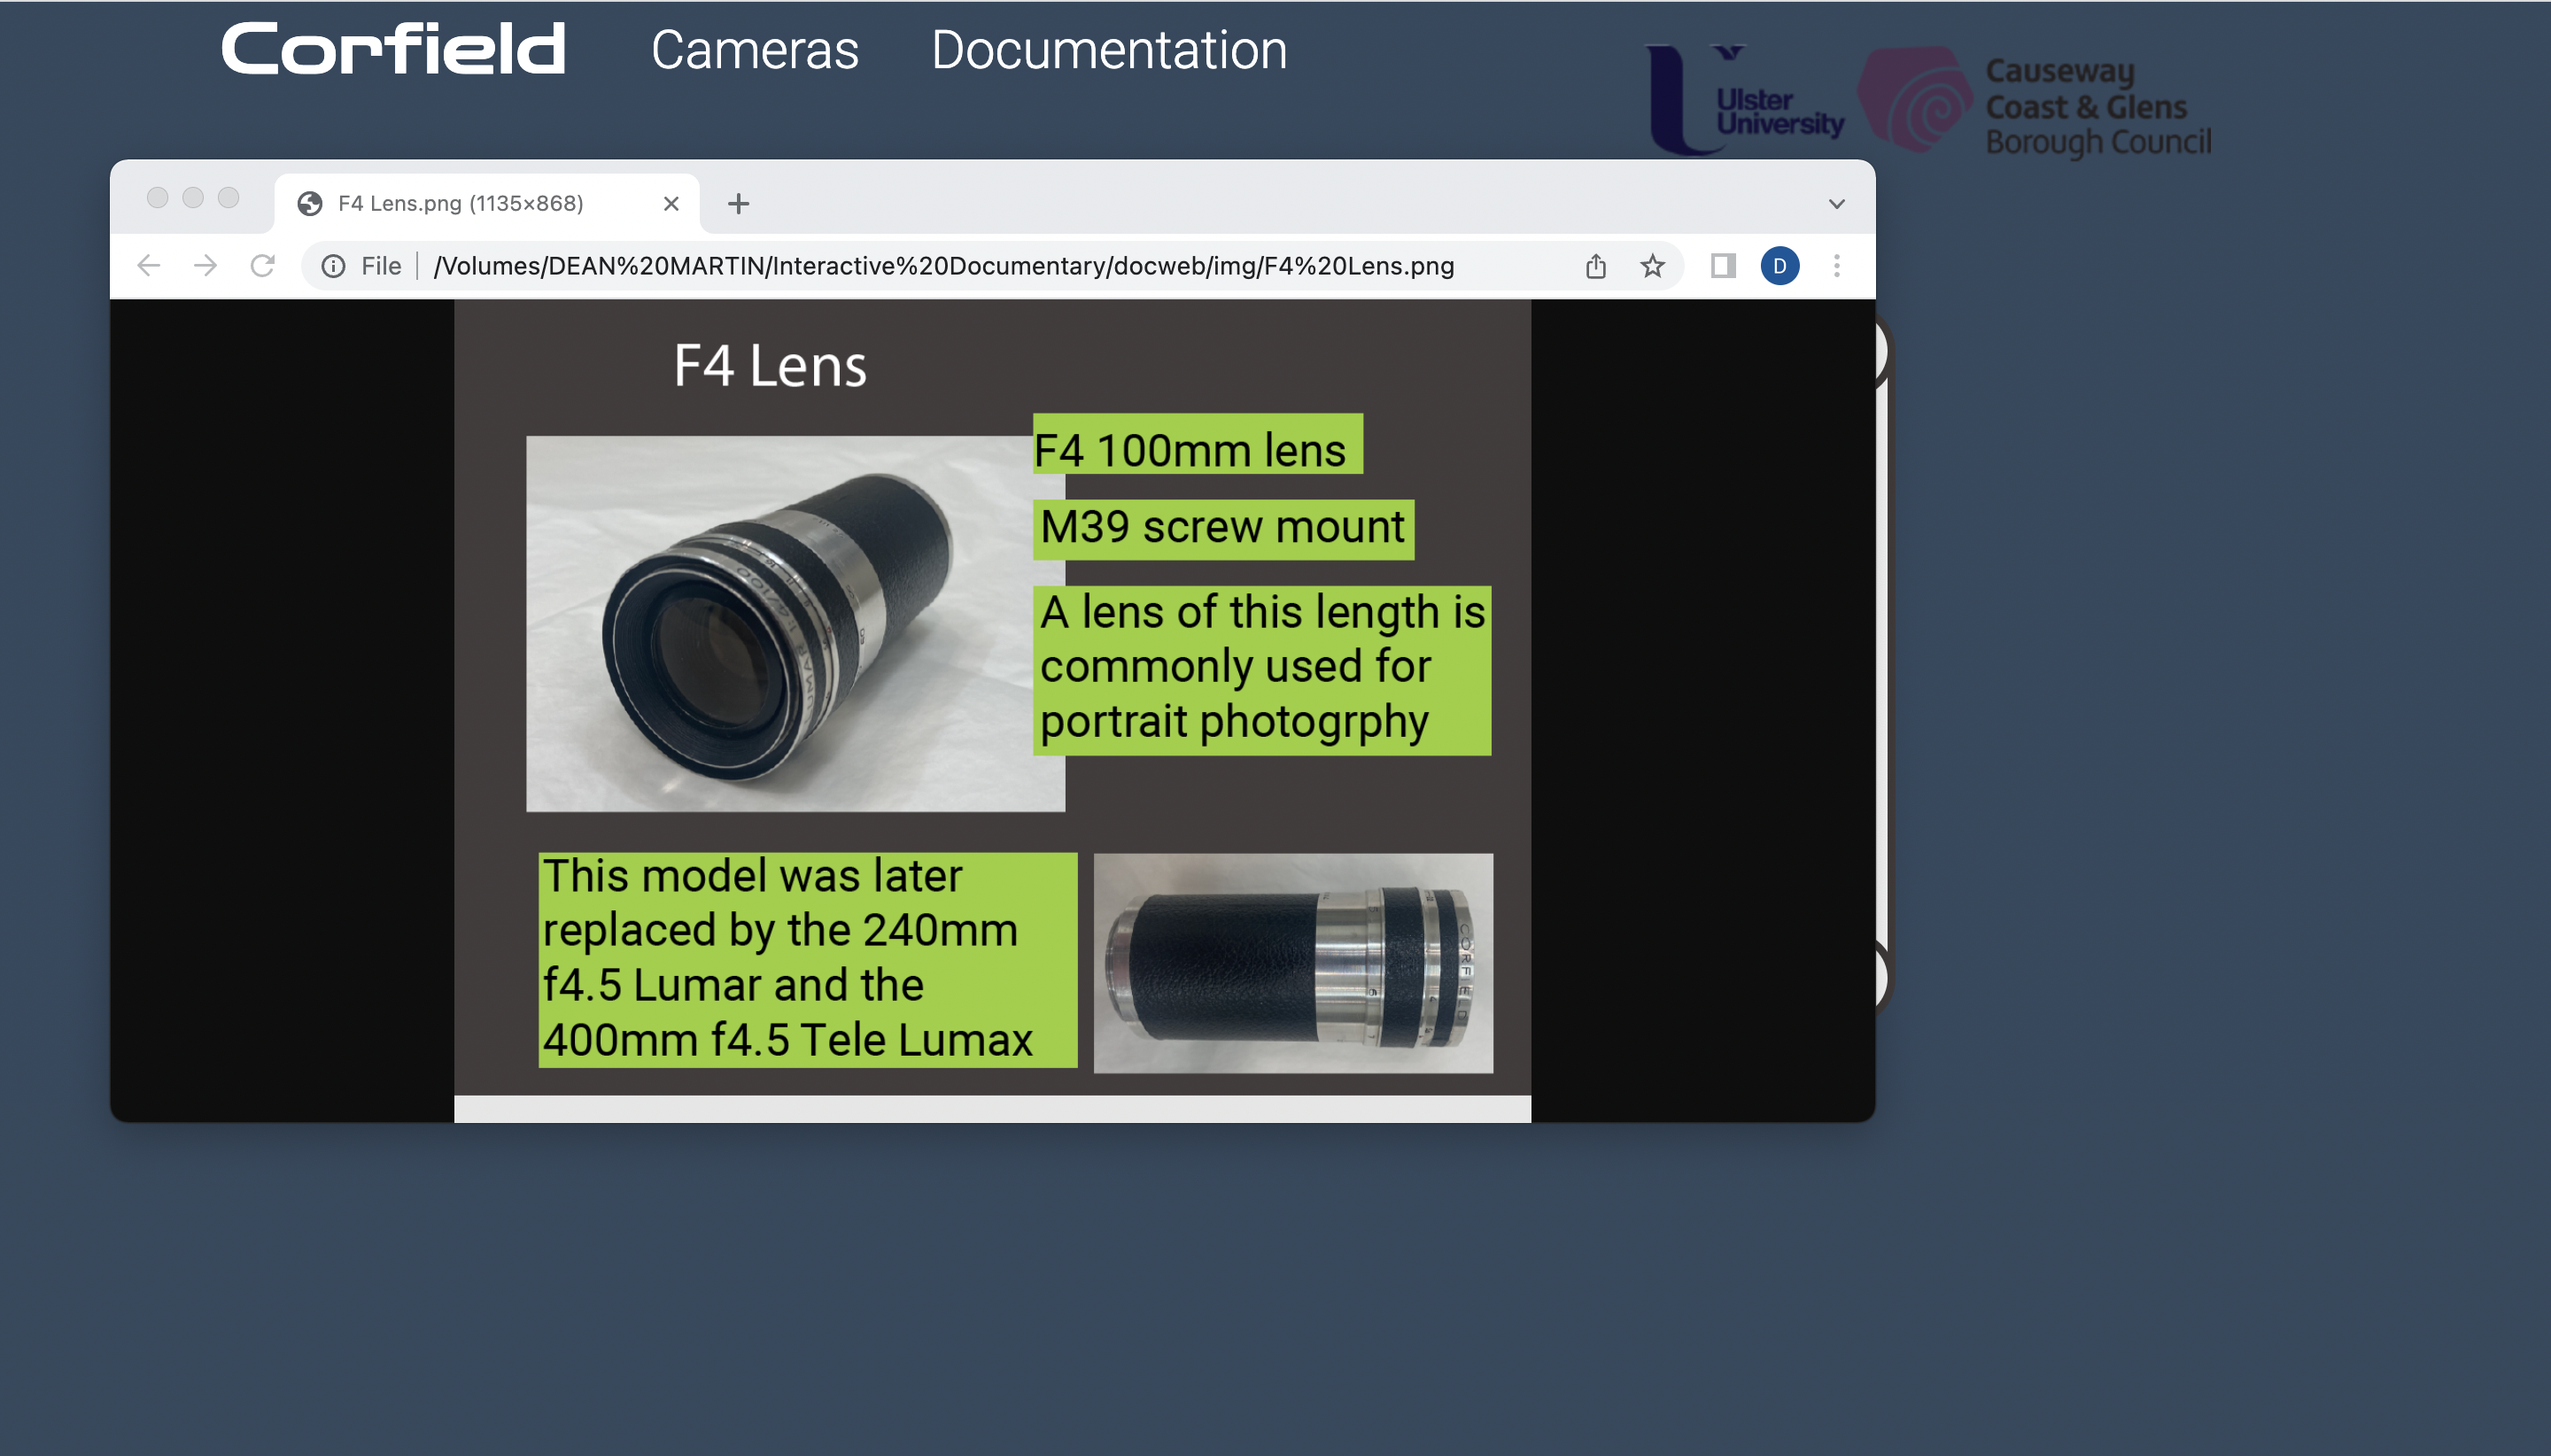 Corfield Cameras Documentation
Ulster
University
Causeway
Coast & Glens
Borough Council
F4 Lens.png (1135×868)
File /Volumes/DEAN%20MARTIN/Interactive%20Documentary/docweb/img/F4%20Lens.png
D
F4 Lens
F4 100mm lens
M39 screw mount
A lens of this length is
commonly used for
portrait photogrphy
This model was later
replaced by the 240mm
f4.5 Lumar and the
400mm f4.5 Tele Lumax
CORFIELD